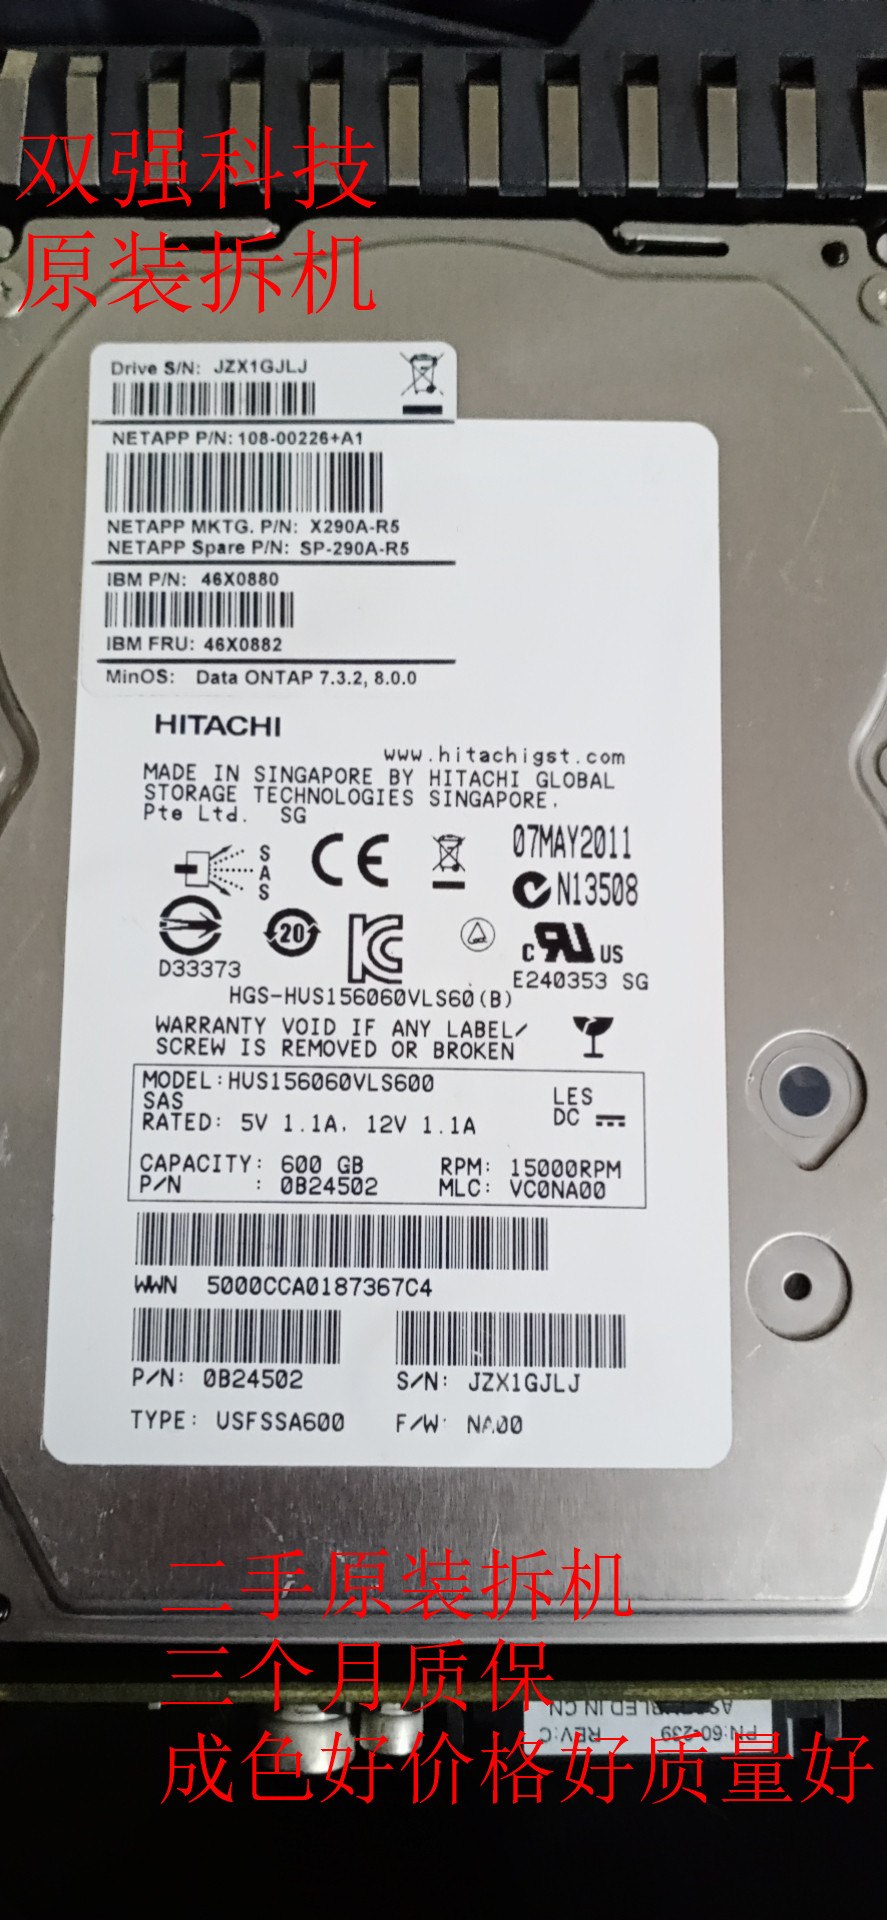 双强科技
原装拆机
Drive S/N: JZX1GJLJ
NETAPP P/N: 108-00226+A1
NETAPP MKTG. P/N: X290A-R5
NETAPP Spare P/N: SP-290A-R5
IBM P/N: 46X0880
IBM FRU: 46X0882
MinOS: Data ONTAP 7.3.2, 8.0.0
HITACHI
www.hitachigst.com
MADE IN SINGAPORE BY HITACHI GLOBAL
STORAGE TECHNOLOGIES SINGAPORE.
Pte Ltd. SG
SAS
CE
07MAY2011
N13508
D33373
20
C UR US
E240353 SG
HGS-HUS156060VLS60(B)
WARRANTY VOID IF ANY LABEL/
SCREW IS REMOVED OR BROKEN
MODEL:HUS156060VLS600
SAS
LES
RATED: 5V 1.1A, 12V 1.1A
DC
CAPACITY: 600 GB RPM: 15000RPM
P/N : 0B24502 MLC: VC0NA00
WWN 5000CCA0187367C4
P/N: 0B24502 S/N: JZX1GJLJ
TYPE: USFSSA600 F/W: NA00
二手原装拆机
三个月质保
成色好价格好质量好
REV:C